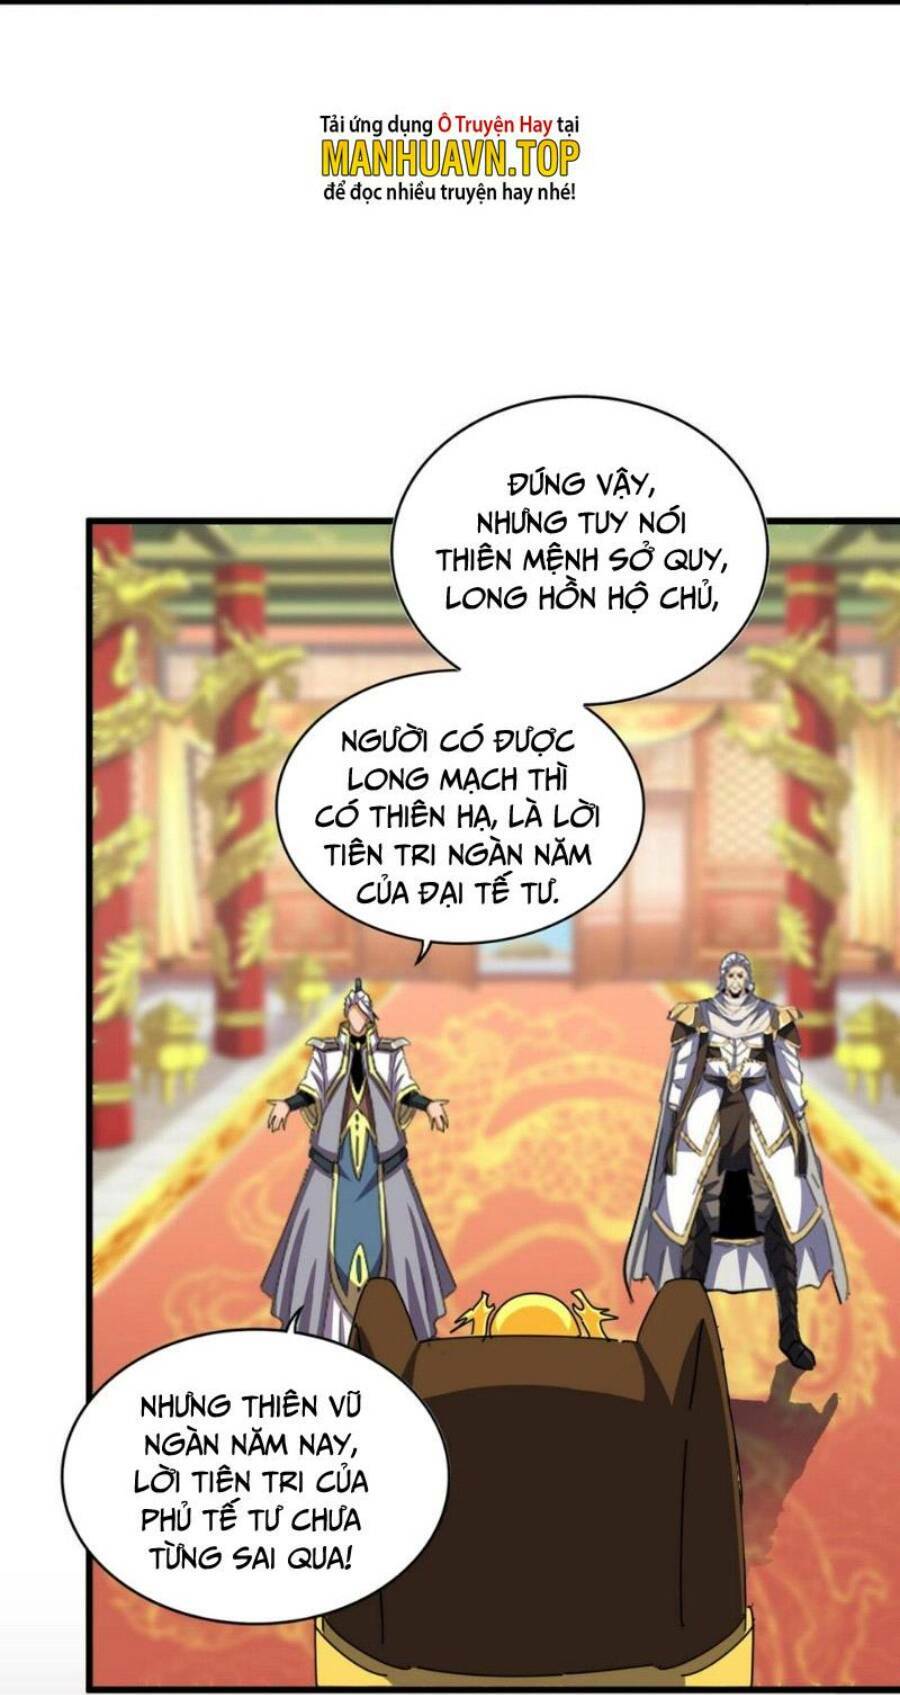 Tải ứng dụng Ô Truyện Hay tại
MANHUAVN.TOP
để đọc nhiều truyện hay nhé!
ĐÚNG VẬY,
NHƯNG TUY NÓI
THIÊN MỆNH SỞ QUY,
LONG HỒN HỘ CHỦ,
NGƯỜI CÓ ĐƯỢC
LONG MẠCH THÌ
CÓ THIÊN HẠ, LÀ LỜI
TIÊN TRI NGÀN NĂM
CỦA ĐẠI TẾ TƯ.
NHƯNG THIÊN VŨ
NGÀN NĂM NAY,
LỜI TIÊN TRI CỦA
PHỦ TẾ TƯ CHƯA
TỪNG SAI QUA!